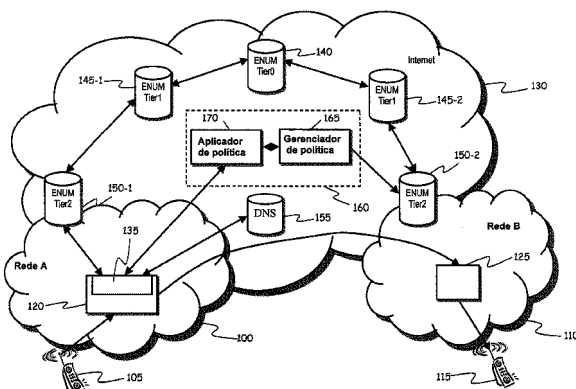 140
Internet
ENUM
Tier0
145-1
ENUM
Tier1
ENUM
Tier1
145-2
130
170
165
Aplicador
de política
Gerenciador
de política
150-2
ENUM
Tier2
150-1
160
ENUM
Tier2
DNS
155
Rede B
Rede A
135
125
120
100
110
105
115